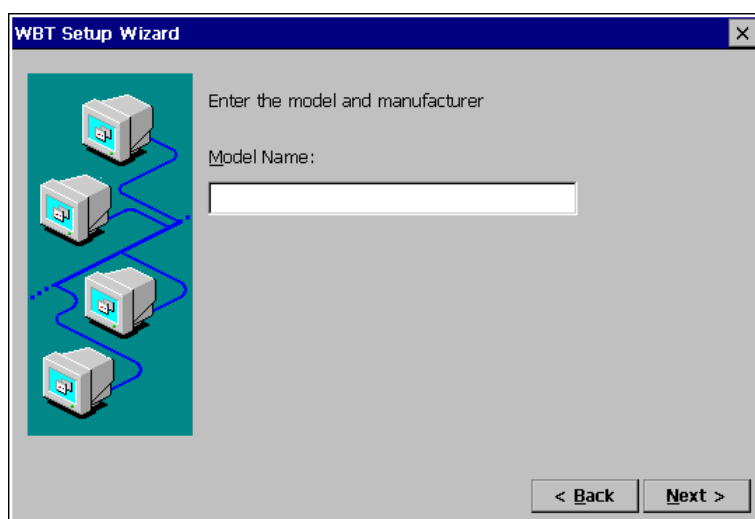 WBT Setup Wizard
Enter the model and manufacturer
Model Name:
< Back Next >